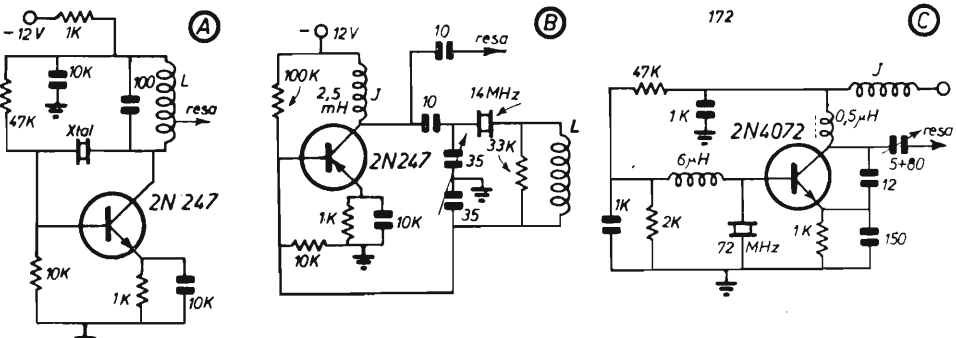 - 12V
1K
A
10K
100
L
resa
47K
Xtal
2N 247
10K
1K
10K
- 12V
B
10
resa
100K
2,5
mH
J
10
14MHz
33K
L
2N247
35
35
1K
10K
10K
172
C
47K
J
1K
0,5µH
2N4072
resa
5+80
6µH
12
1K
2K
72 MHz
1K
150